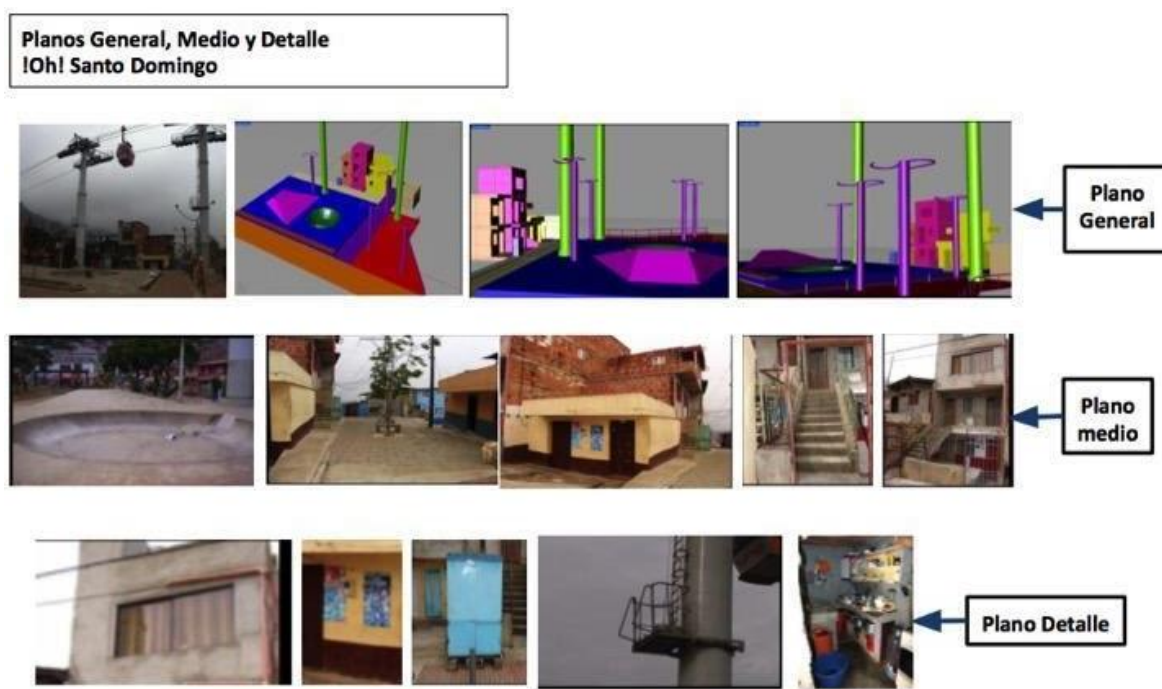 Planos General, Medio y Detalle
!Oh! Santo Domingo
Plano
General
Plano
medio
Plano Detalle